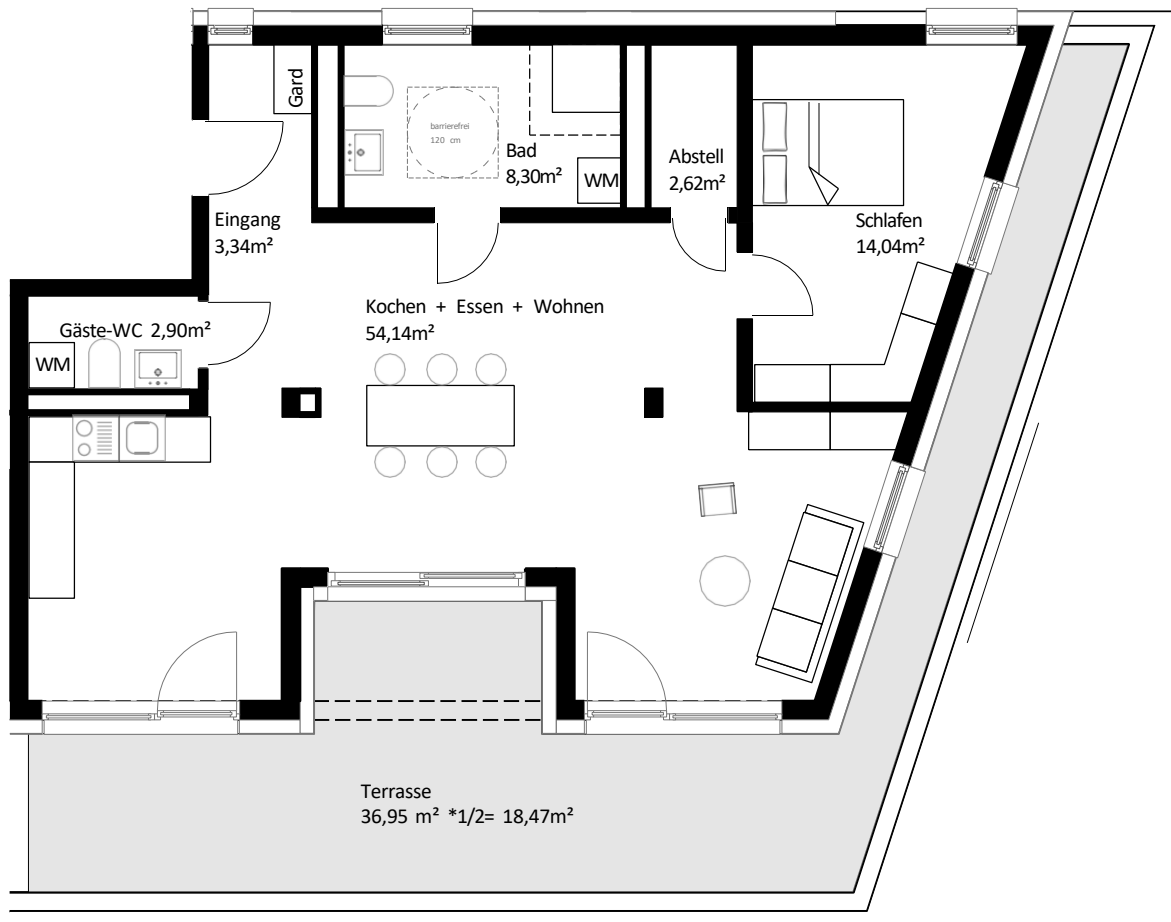 Gard
barrierefrei
120 cm
Bad
8,30m²
WM
Abstell
2,62m²
Eingang
3,34m²
Schlafen
14,04m²
Kochen + Essen + Wohnen
54,14m²
Gäste-WC 2,90m²
WM
Terrasse
36,95 m² *1/2= 18,47m²